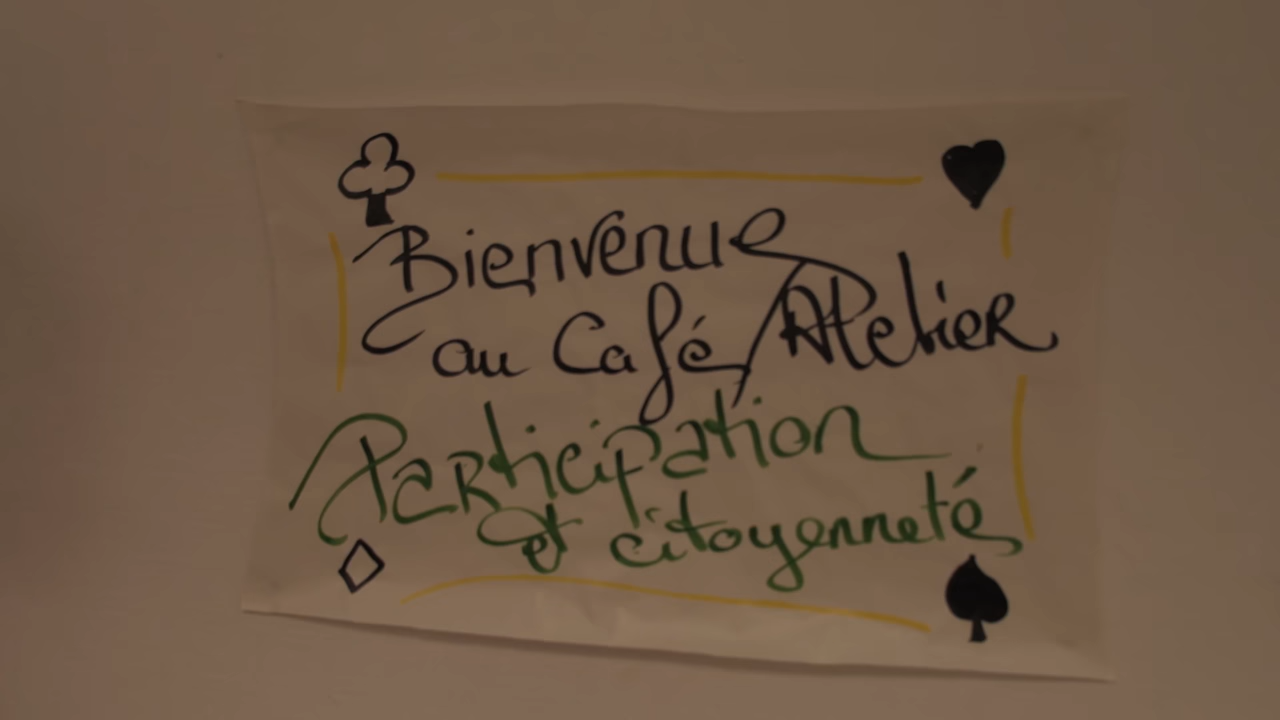 Bienvenue
au Café/Atelier
Participation
et citoyenneté